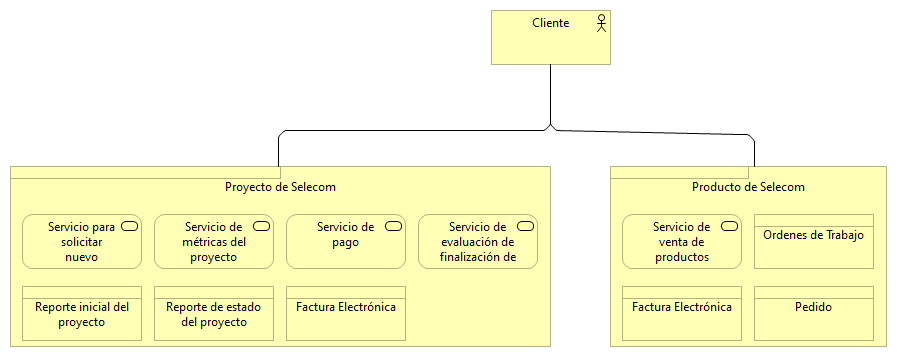 Cliente
Proyecto de Selecom
Servicio para
solicitar
nuevo
Servicio de
métricas del
proyecto
Servicio de
pago
Servicio de
evaluación de
finalización de
Reporte inicial del
proyecto
Reporte de estado
del proyecto
Factura Electrónica
Producto de Selecom
Servicio de
venta de
productos
Ordenes de Trabajo
Factura Electrónica
Pedido